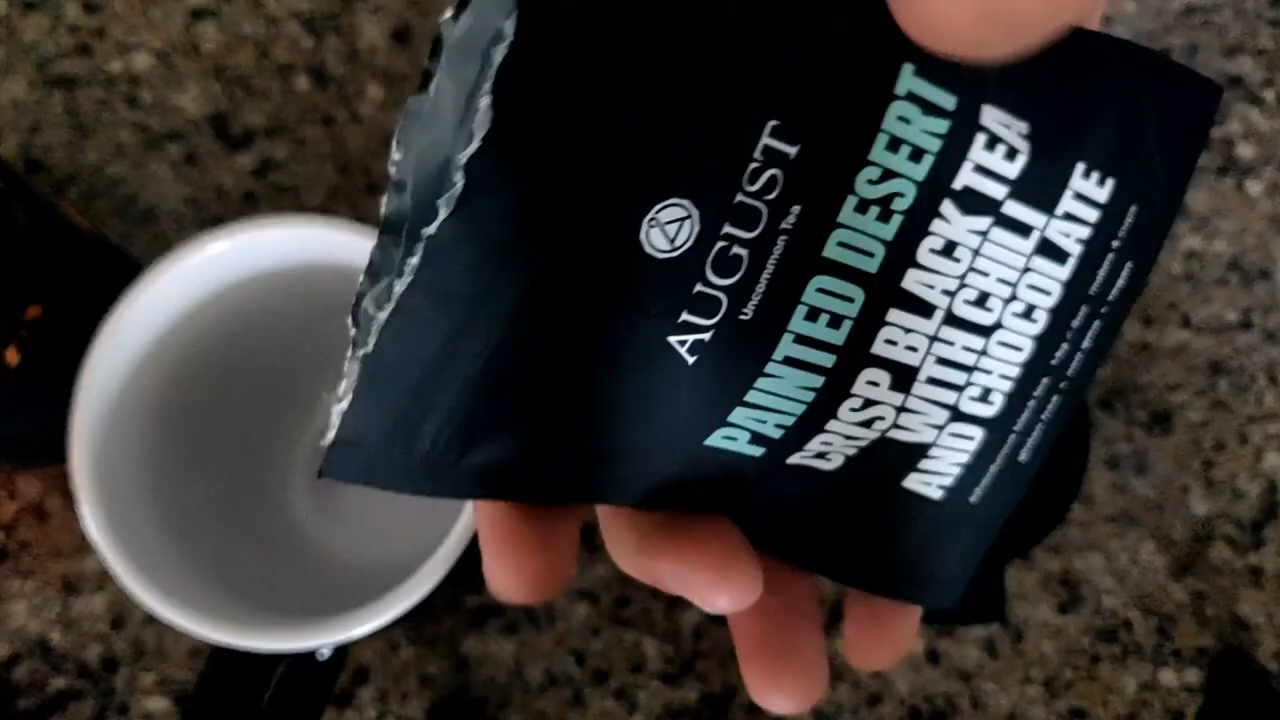 AUGUST
Uncommon Tea
PAINTED DESERT
CRISP BLACK TEA
WITH CHILI
AND CHOCOLATE